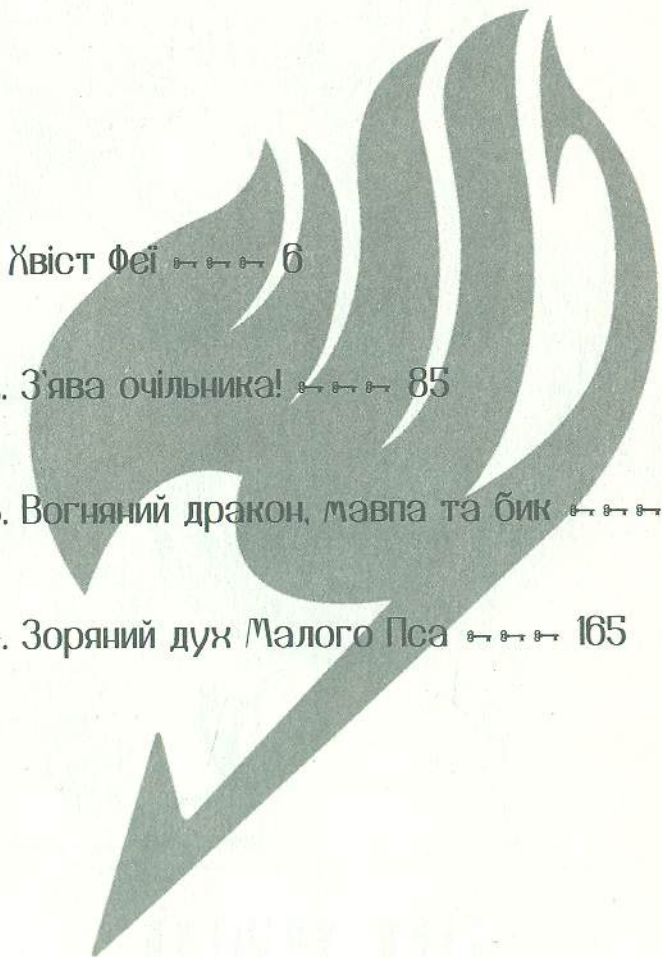 Хвіст Феї 6
. З'ява очільника! 85
. Вогняний дракон, мавпа та бик
. Зоряний дух Малого Пса 165